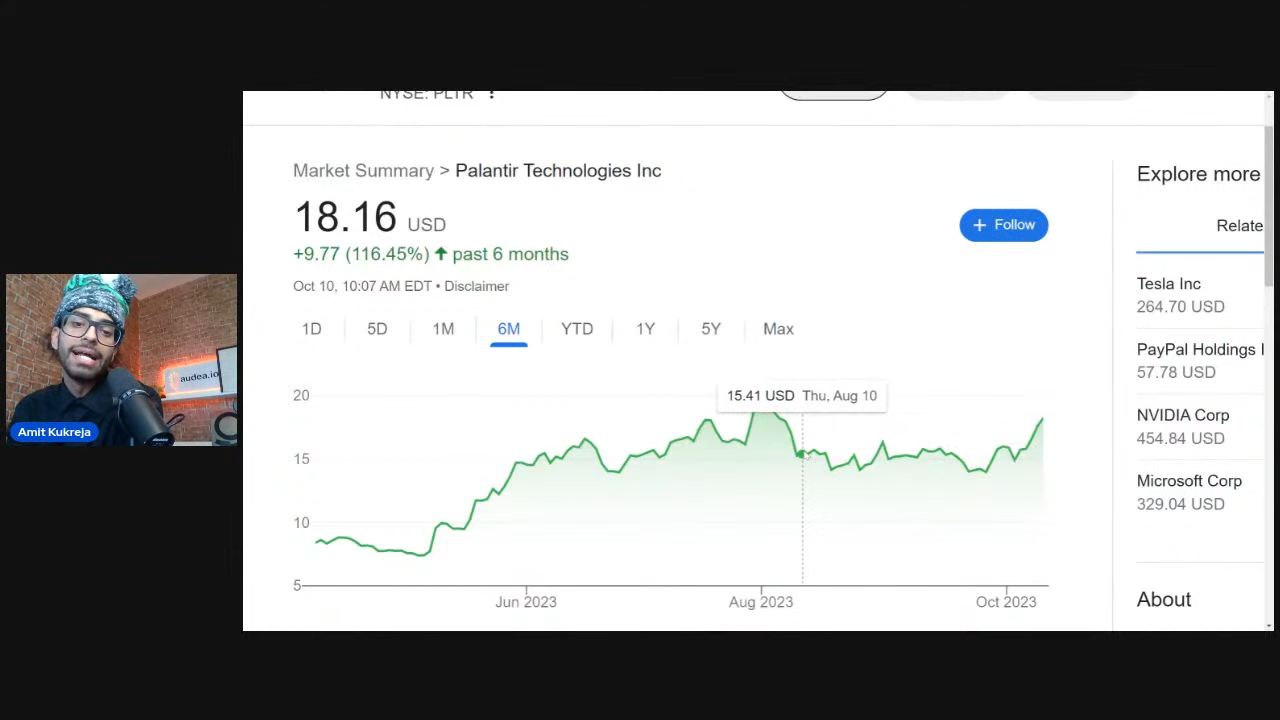 NYSE: PLTR
Market Summary > Palantir Technologies Inc
18.16 USD
+9.77 (116.45%) ↑ past 6 months
Oct 10, 10:07 AM EDT • Disclaimer
+ Follow
1D 5D 1M 6M YTD 1Y 5Y Max
15.41 USD Thu, Aug 10
20
15
10
5
Jun 2023 Aug 2023 Oct 2023
Explore more
Relate
Tesla Inc
264.70 USD
PayPal Holdings I
57.78 USD
NVIDIA Corp
454.84 USD
Microsoft Corp
329.04 USD
About
audea.io
Amit Kukreja